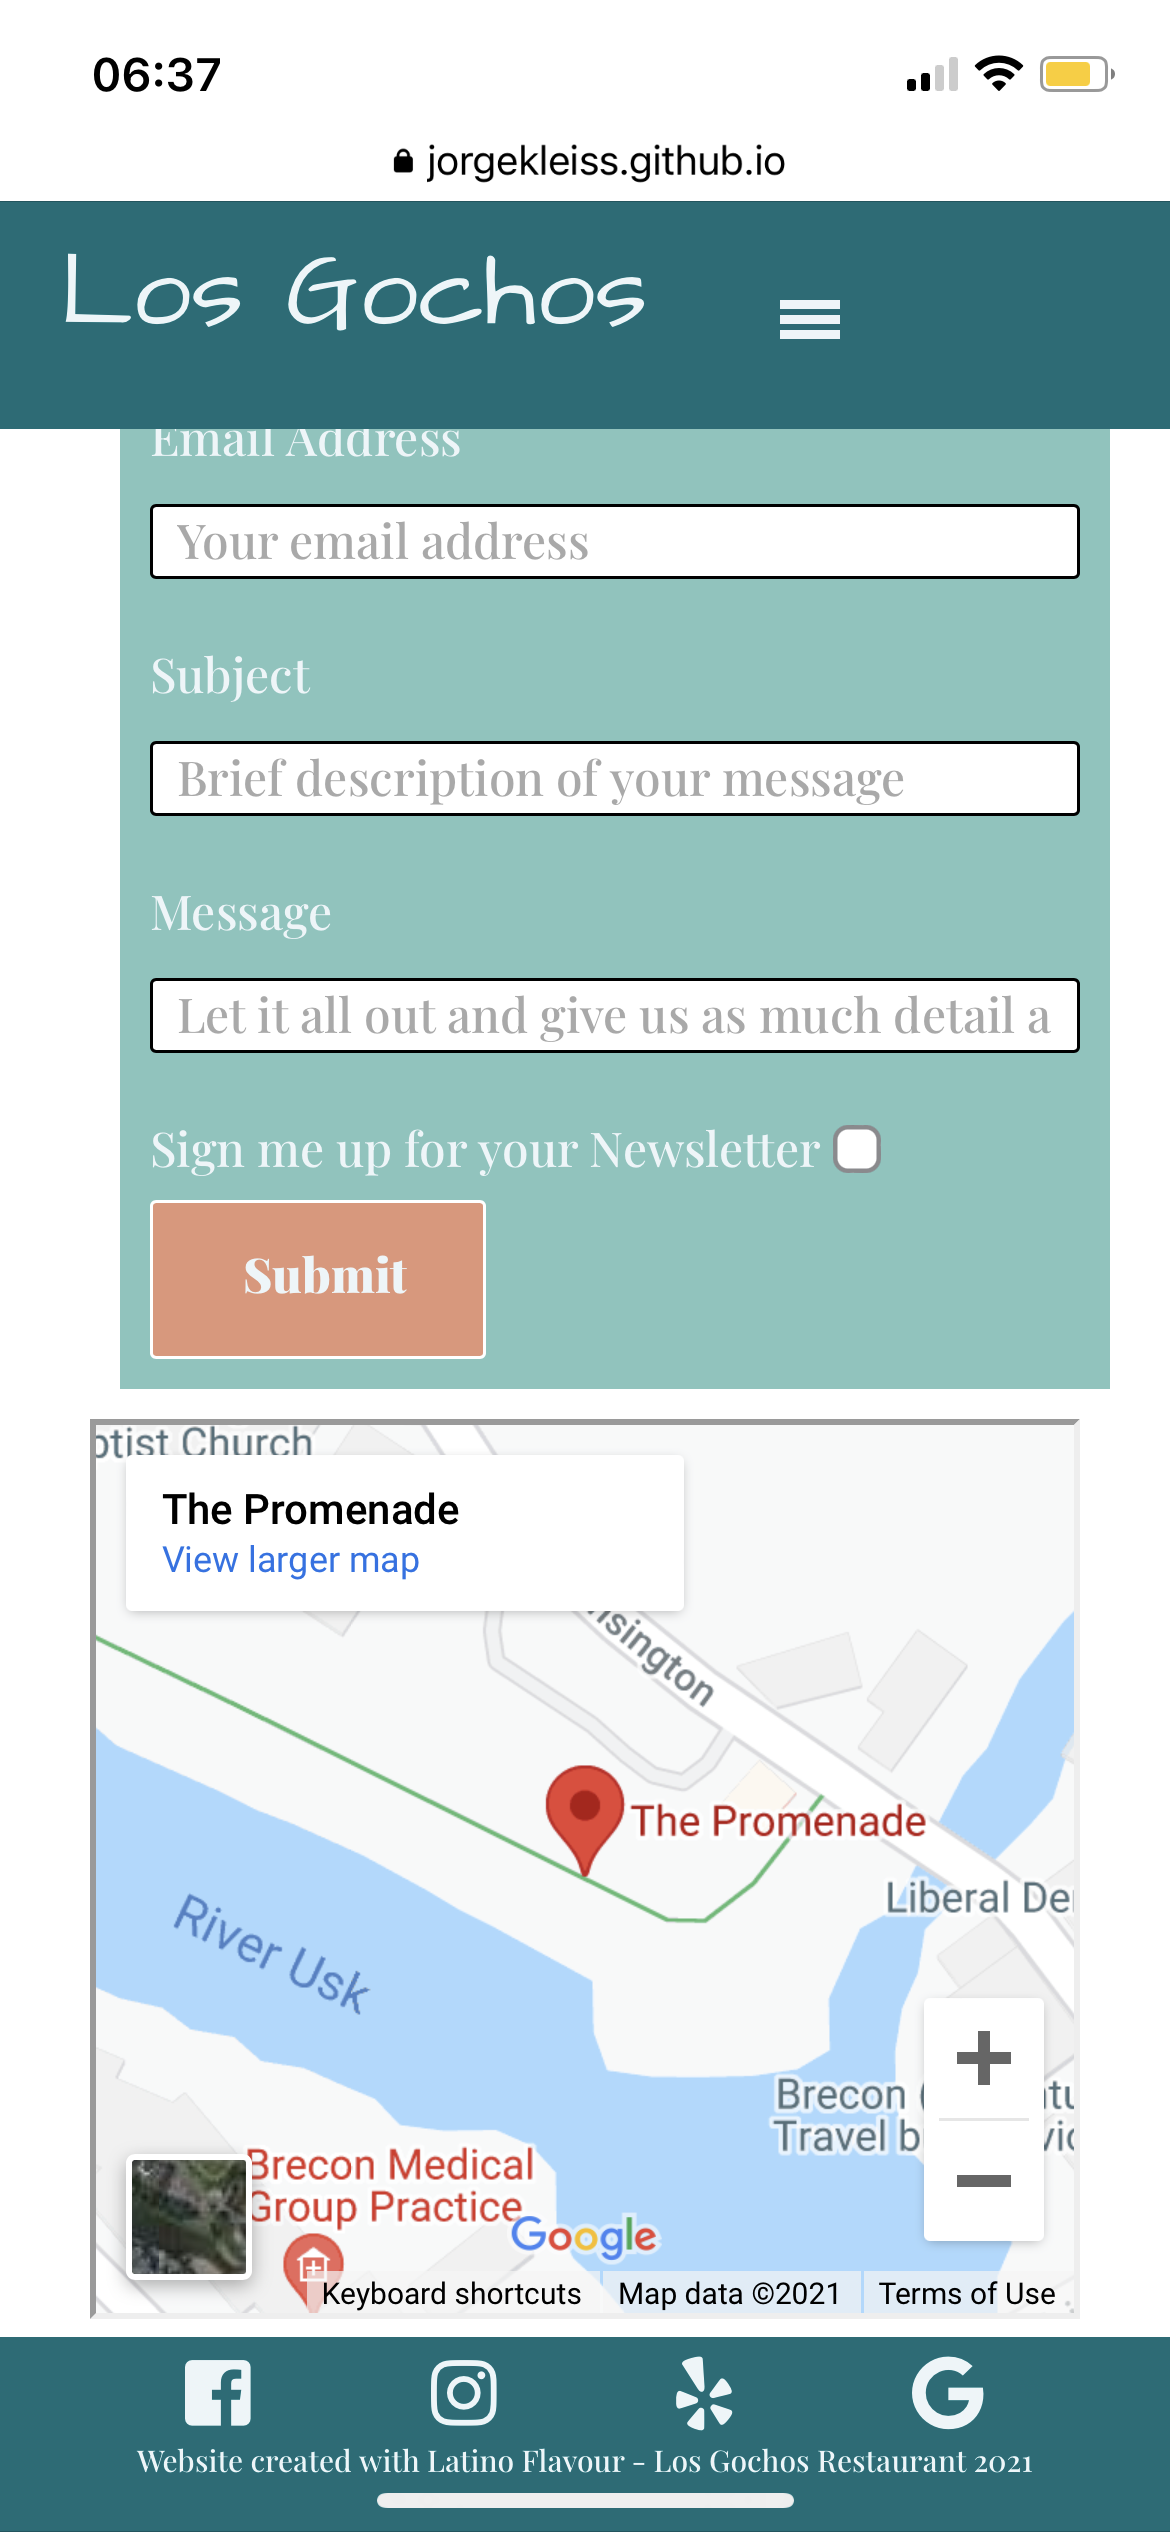 06:37
jorgekleiss.github.io
Los Gochos
Email Address
Your email address
Subject
Brief description of your message
Message
Let it all out and give us as much detail a
Sign me up for your Newsletter
Submit
ptist Church
The Promenade
View larger map
nsington
The Promenade
Liberal De
River Usk
Brecon
Travel b
Brecon Medical
Group Practice
Google
Keyboard shortcuts
Map data ©2021
Terms of Use
Website created with Latino Flavour - Los Gochos Restaurant 2021